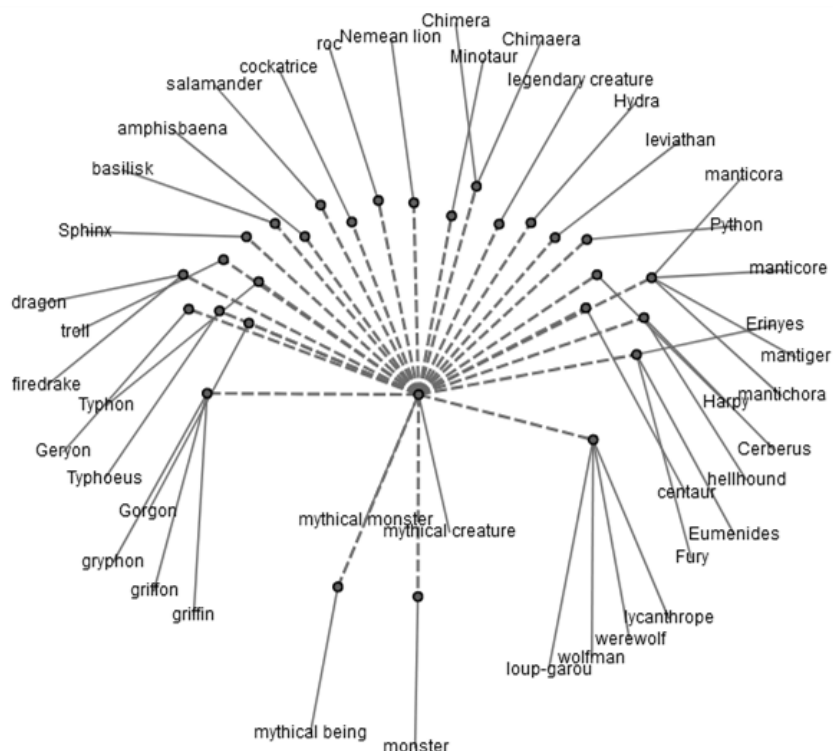 Chimera
Nemean lion
roc
Chimaera
Minotaur
cockatrice
legendary creature
salamander
Hydra
amphisbaena
leviathan
basilisk
manticora
Sphinx
Python
manticore
dragon
Erinyes
troll
mantiger
firedrake
mantichora
Typhon
Harpy
Geryon
Cerberus
Typhoeus
hellhound
centaur
Gorgon
mythical monster
mythical creature
Eumenides
Fury
gryphon
griffon
griffin
lycanthrope
werewolf
wolfman
loup-garou
mythical being
monster